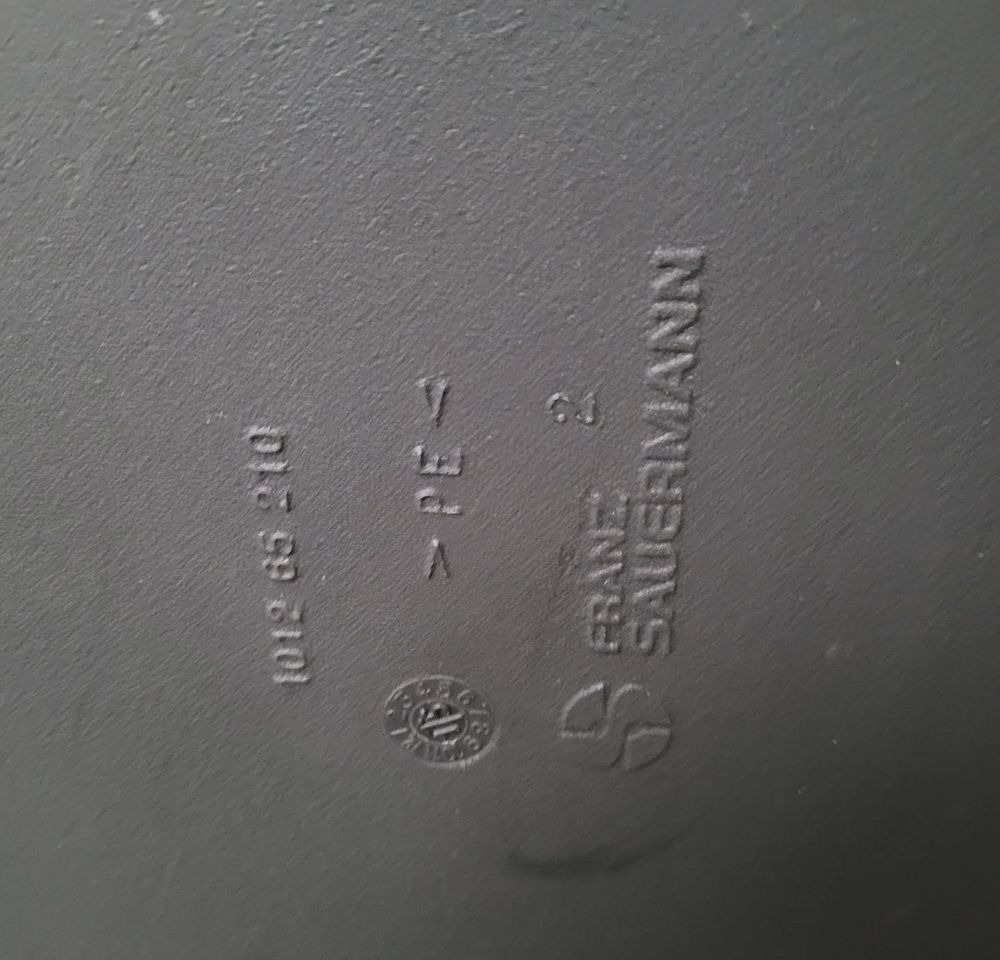 1012 65 210
> PE <
2
FRANZ
SAUERMANN